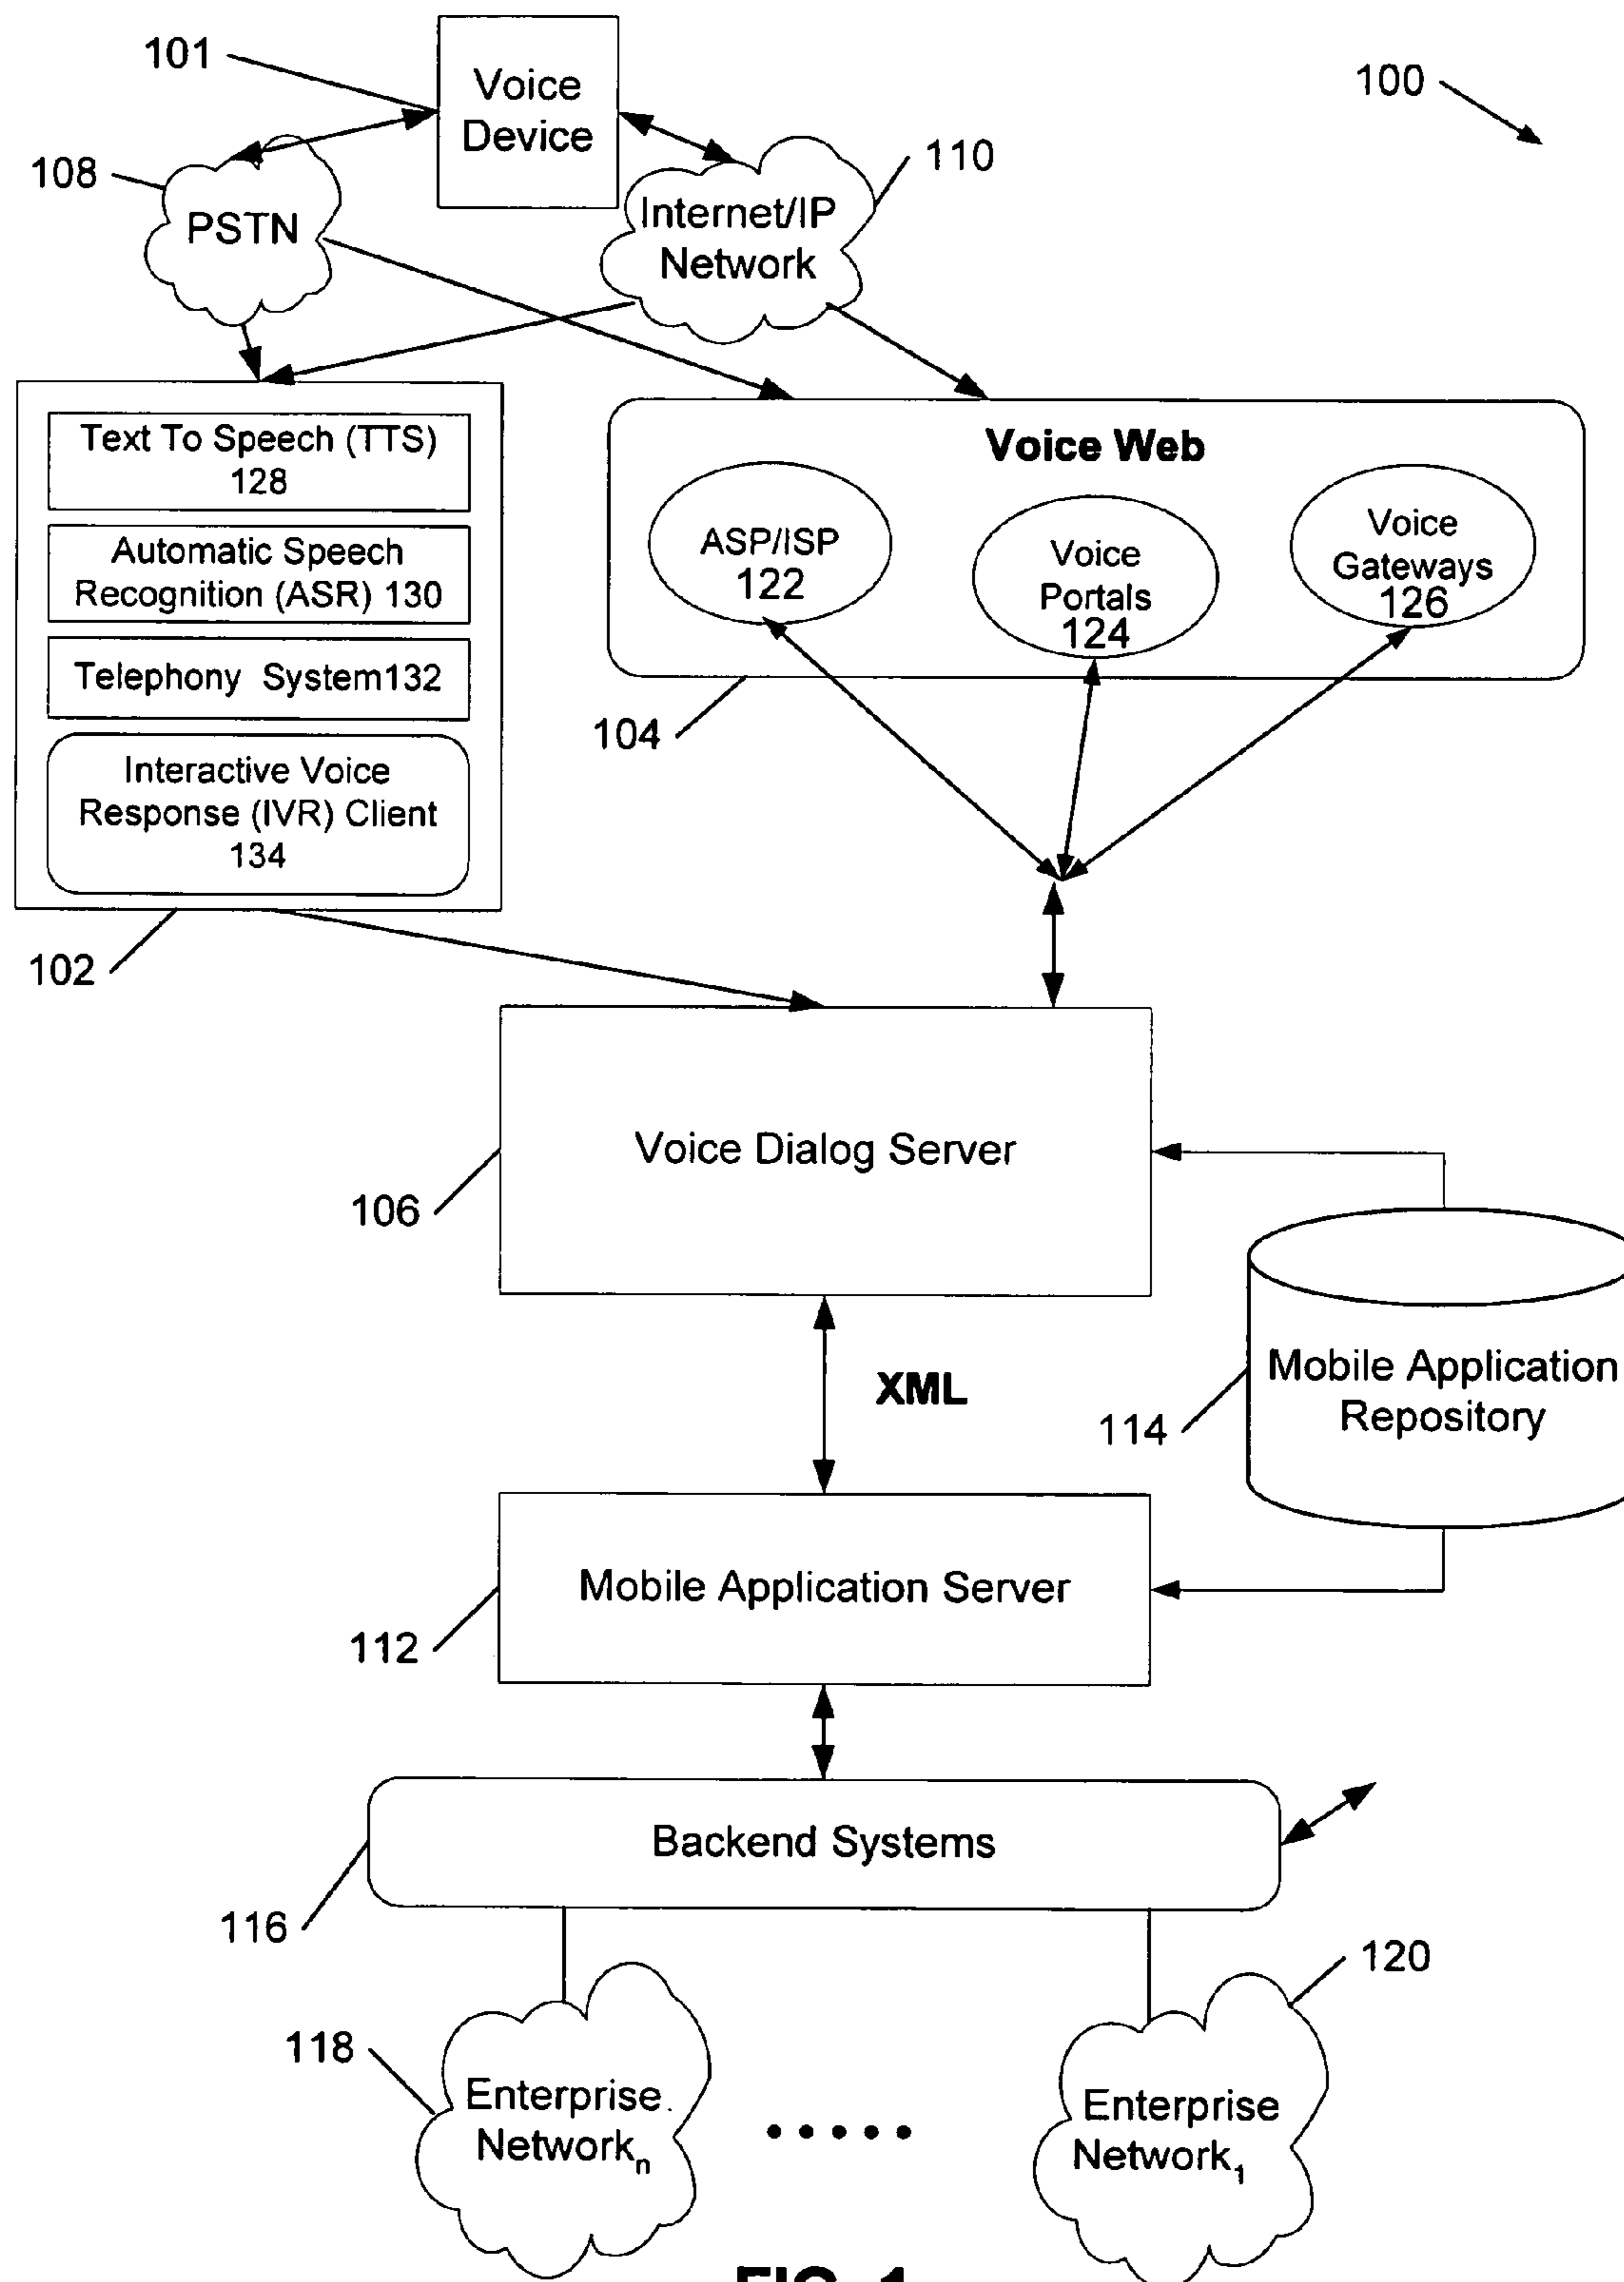 101
Voice
Device
100
108
PSTN
Internet/IP
Network
110
Text To Speech (TTS)
128
Automatic Speech
Recognition (ASR) 130
Telephony System132
Interactive Voice
Response (IVR) Client
134
102
Voice Web
ASP/ISP
122
Voice
Portals
124
Voice
Gateways
126
104
Voice Dialog Server
106
XML
Mobile Application
Repository
114
Mobile Application Server
112
Backend Systems
116
120
118
Enterprise
Networkn
.....
Enterprise
Network1
FIG. 1